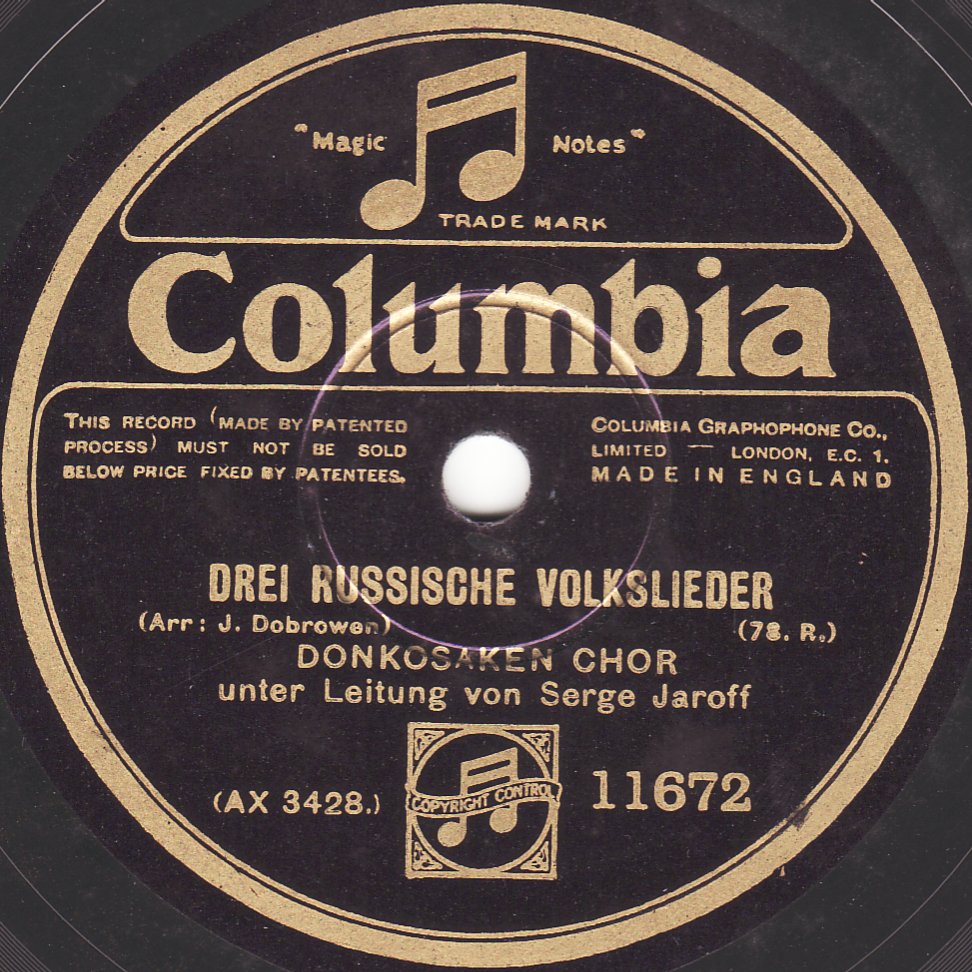 "Magic Notes"
TRADE MARK
Columbia
THIS RECORD (MADE BY PATENTED
PROCESS) MUST NOT BE SOLD
BELOW PRICE FIXED BY PATENTEES.
COLUMBIA GRAPHOPHONE CO.,
LIMITED — LONDON, E.C. 1.
MADE IN ENGLAND
DREI RUSSISCHE VOLKSLIEDER
(Arr: J. Dobrowen) (78. R.)
DONKOSAKEN CHOR
unter Leitung von Serge Jaroff
(AX 3428.) COPYRIGHT CONTROL 11672